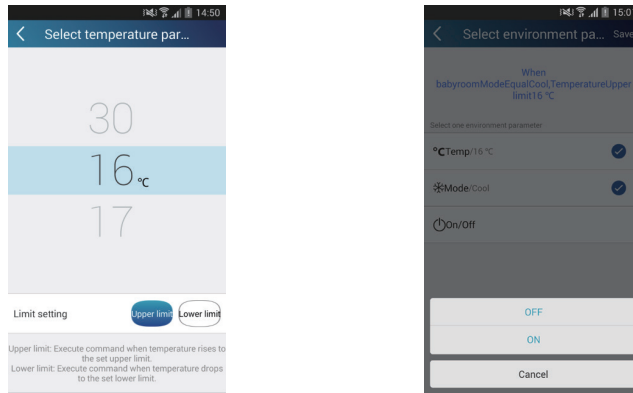 14:50
Select temperature par...
30
16 °C
17
Limit setting
Upper limit
Lower limit
Upper limit: Execute command when temperature rises to
the set upper limit.
Lower limit: Execute command when temperature drops
to the set lower limit.
15:0
Select environment pa... Save
When
babyroomModeEqualCool,TemperatureUpper
limit16 °C
Select one environment parameter
°CTemp/16 °C
Mode/Cool
On/Off
OFF
ON
Cancel